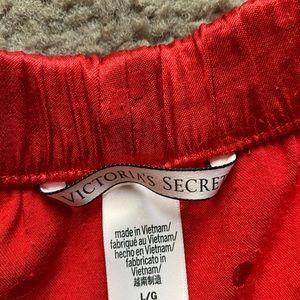 VICTORIA'S SECRET
made in Vietnam/
fabriqué au Vietnam/
hecho en Vietnam/
fabbricato in
Vietnam/
越南制造
L/G